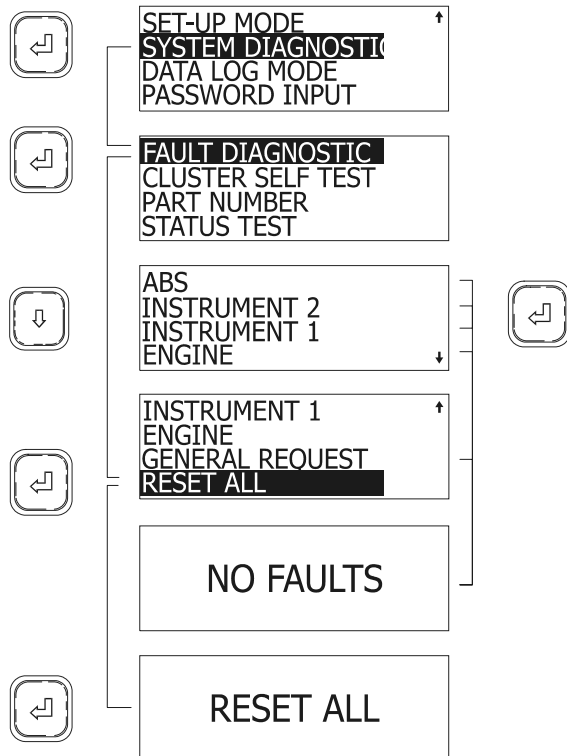 SET-UP MODE
SYSTEM DIAGNOSTIC
DATA LOG MODE
PASSWORD INPUT
FAULT DIAGNOSTIC
CLUSTER SELF TEST
PART NUMBER
STATUS TEST
ABS
INSTRUMENT 2
INSTRUMENT 1
ENGINE
INSTRUMENT 1
ENGINE
GENERAL REQUEST
RESET ALL
NO FAULTS
RESET ALL